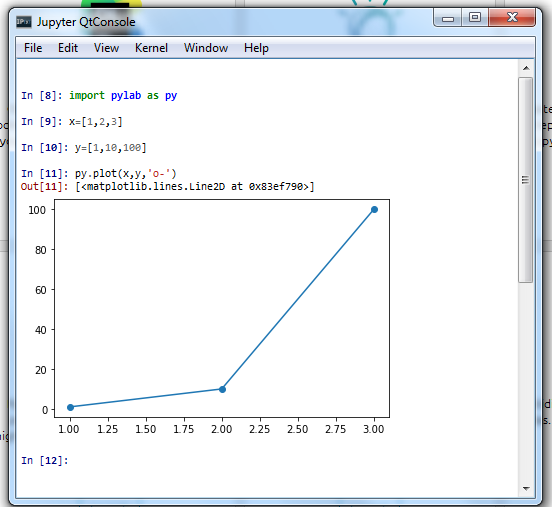 IP[y]: Jupyter QtConsole
File Edit View Kernel Window Help
In [8]: import pylab as py
In [9]: x=[1,2,3]
In [10]: y=[1,10,100]
In [11]: py.plot(x,y,'o-')
Out[11]: [<matplotlib.lines.Line2D at 0x83ef790>]
100
80
60
40
20
0
1.00 1.25 1.50 1.75 2.00 2.25 2.50 2.75 3.00
In [12]: